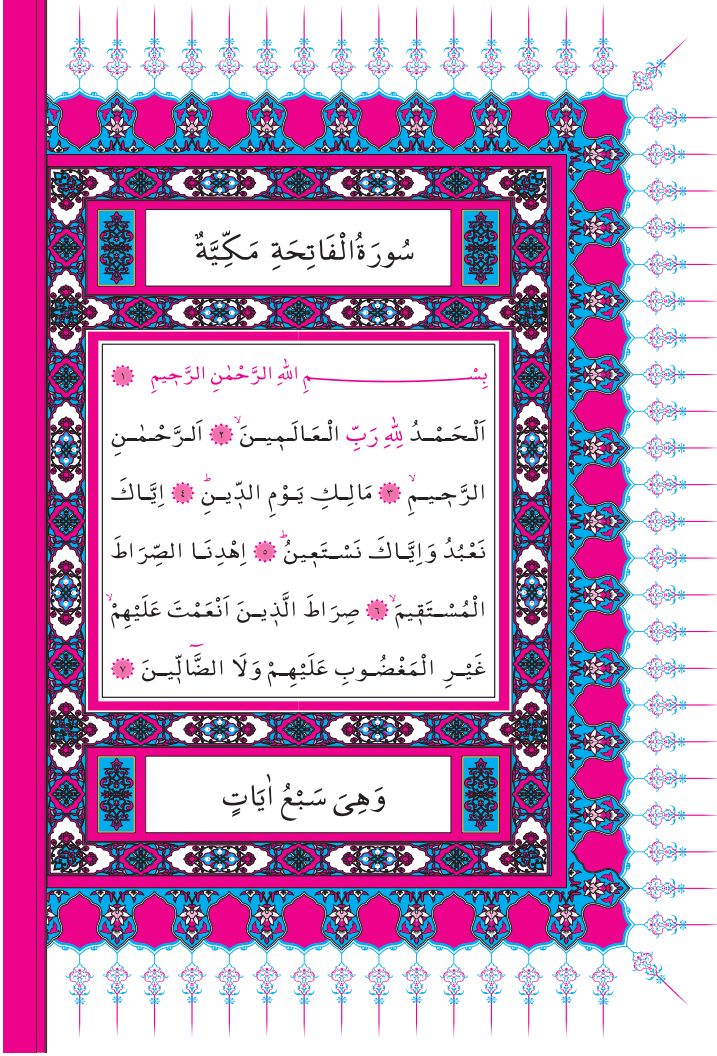 سُورَةُ الْفَاتِحَةِ مَكِّيَّةٌ
بِسْمِ اللّٰهِ الرَّحْمٰنِ الرَّحٖيمِ ﴿١﴾
اَلْحَمْدُ لِلّٰهِ رَبِّ الْعَالَمٖينَۙ ﴿٢﴾ اَلرَّحْمٰنِ
الرَّحٖيمِۙ ﴿٣﴾ مَالِكِ يَوْمِ الدّٖينِؕ ﴿٤﴾ اِيَّاكَ
نَعْبُدُ وَاِيَّاكَ نَسْتَعٖينُؕ ﴿٥﴾ اِهْدِنَا الصِّرَاطَ
الْمُسْتَقٖيمَۙ ﴿٦﴾ صِرَاطَ الَّذٖينَ اَنْعَمْتَ عَلَيْهِمْۙ
غَيْرِ الْمَغْضُوبِ عَلَيْهِمْ وَلَا الضَّٓالّٖينَ ﴿٧﴾
وَهِىَ سَبْعُ اٰيَاتٍ